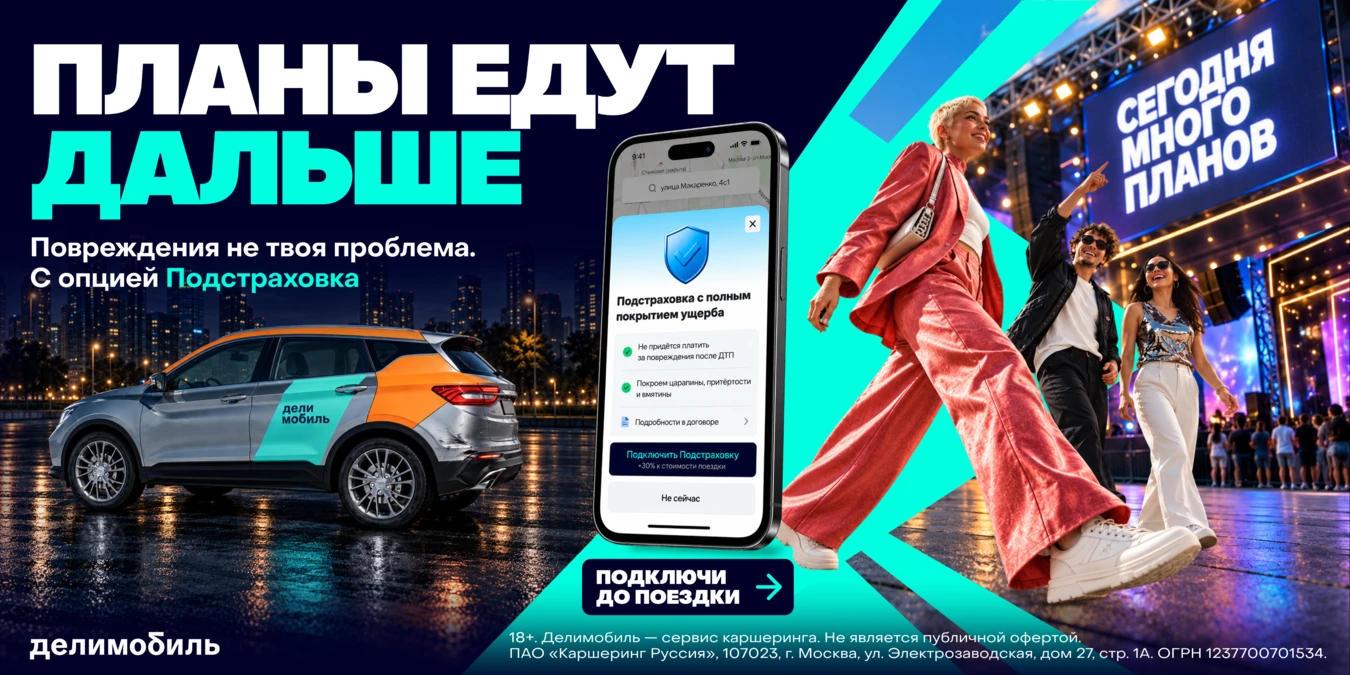 ПЛАНЫ ЕДУТ
ДАЛЬШЕ
Повреждения не твоя проблема.
С опцией Подстраховка
дели
мобиль
9:41
улица Макаренко, 4с1
Подстраховка с полным
покрытием ущерба
Не придётся платить
за повреждения после ДТП
Покроем царапины, притёртости
и вмятины
Подробности в договоре
Подключить Подстраховку
+30% к стоимости поездки
Не сейчас
СЕГОДНЯ
МНОГО
ПЛАНОВ
ПОДКЛЮЧИ
ДО ПОЕЗДКИ
делимобиль
18+. Делимобиль — сервис каршеринга. Не является публичной офертой.
ПАО «Каршеринг Руссия», 107023, г. Москва, ул. Электрозаводская, дом 27, стр. 1А. ОГРН 1237700701534.